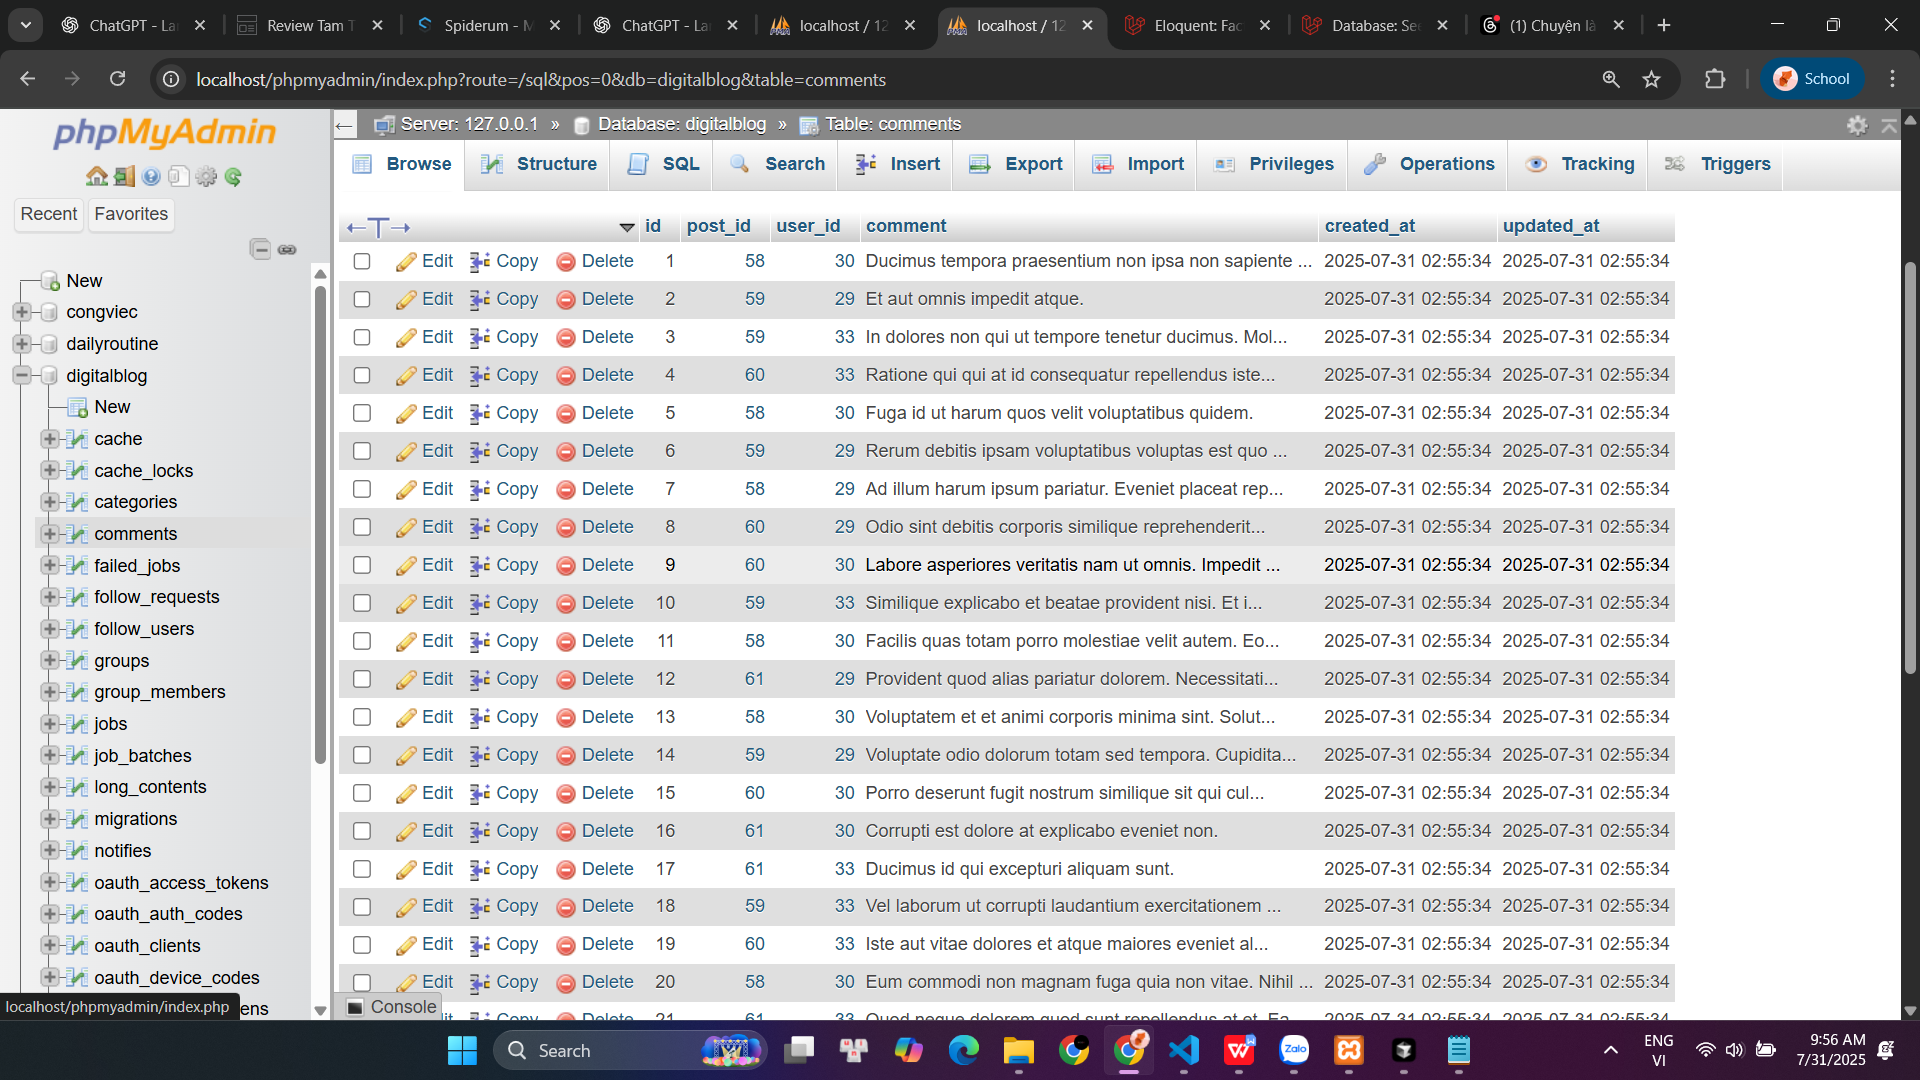 ChatGPT - La
Review Tam T
Spiderum - M
ChatGPT - La
localhost / 12
localhost / 12
Eloquent: Fac
Database: See
(1) Chuyện là
localhost/phpmyadmin/index.php?route=/sql&pos=0&db=digitalblog&table=comments
School
phpMyAdmin
Recent Favorites
New
congviec
dailyroutine
digitalblog
New
cache
cache_locks
categories
comments
failed_jobs
follow_requests
follow_users
groups
group_members
jobs
job_batches
long_contents
migrations
notifies
oauth_access_tokens
oauth_auth_codes
oauth_clients
oauth_device_codes
localhost/phpmyadmin/index.php
Server: 127.0.0.1 » Database: digitalblog » Table: comments
Browse Structure SQL Search Insert Export Import Privileges Operations Tracking Triggers
id post_id user_id comment created_at updated_at
Edit Copy Delete 1 58 30 Ducimus tempora praesentium non ipsa non sapiente ... 2025-07-31 02:55:34 2025-07-31 02:55:34
Edit Copy Delete 2 59 29 Et aut omnis impedit atque. 2025-07-31 02:55:34 2025-07-31 02:55:34
Edit Copy Delete 3 59 33 In dolores non qui ut tempore tenetur ducimus. Mol... 2025-07-31 02:55:34 2025-07-31 02:55:34
Edit Copy Delete 4 60 33 Ratione qui qui at id consequatur repellendus iste... 2025-07-31 02:55:34 2025-07-31 02:55:34
Edit Copy Delete 5 58 30 Fuga id ut harum quos velit voluptatibus quidem. 2025-07-31 02:55:34 2025-07-31 02:55:34
Edit Copy Delete 6 59 29 Rerum debitis ipsam voluptatibus voluptas est quo ... 2025-07-31 02:55:34 2025-07-31 02:55:34
Edit Copy Delete 7 58 29 Ad illum harum ipsum pariatur. Eveniet placeat rep... 2025-07-31 02:55:34 2025-07-31 02:55:34
Edit Copy Delete 8 60 29 Odio sint debitis corporis similique reprehenderit... 2025-07-31 02:55:34 2025-07-31 02:55:34
Edit Copy Delete 9 60 30 Labore asperiores veritatis nam ut omnis. Impedit ... 2025-07-31 02:55:34 2025-07-31 02:55:34
Edit Copy Delete 10 59 33 Similique explicabo et beatae provident nisi. Et i... 2025-07-31 02:55:34 2025-07-31 02:55:34
Edit Copy Delete 11 58 30 Facilis quas totam porro molestiae velit autem. Eo... 2025-07-31 02:55:34 2025-07-31 02:55:34
Edit Copy Delete 12 61 29 Provident quod alias pariatur dolorem. Necessitati... 2025-07-31 02:55:34 2025-07-31 02:55:34
Edit Copy Delete 13 58 30 Voluptatem et et animi corporis minima sint. Solut... 2025-07-31 02:55:34 2025-07-31 02:55:34
Edit Copy Delete 14 59 29 Voluptate odio dolorum totam sed tempora. Cupidita... 2025-07-31 02:55:34 2025-07-31 02:55:34
Edit Copy Delete 15 60 30 Porro deserunt fugit nostrum similique sit qui cul... 2025-07-31 02:55:34 2025-07-31 02:55:34
Edit Copy Delete 16 61 30 Corrupti est dolore at explicabo eveniet non. 2025-07-31 02:55:34 2025-07-31 02:55:34
Edit Copy Delete 17 61 33 Ducimus id qui excepturi aliquam sunt. 2025-07-31 02:55:34 2025-07-31 02:55:34
Edit Copy Delete 18 59 33 Vel laborum ut corrupti laudantium exercitationem ... 2025-07-31 02:55:34 2025-07-31 02:55:34
Edit Copy Delete 19 60 33 Iste aut vitae dolores et atque maiores eveniet al... 2025-07-31 02:55:34 2025-07-31 02:55:34
Edit Copy Delete 20 58 30 Eum commodi non magnam fuga quia non vitae. Nihil ... 2025-07-31 02:55:34 2025-07-31 02:55:34
Copy Delete 21 61 33 Quod neque dolorem quod sunt repellendus at et. Ea 2025-07-31 02:55:34 2025-07-31 02:55:34
Console
Search
Zalo
ENG
VI
9:56 AM
7/31/2025